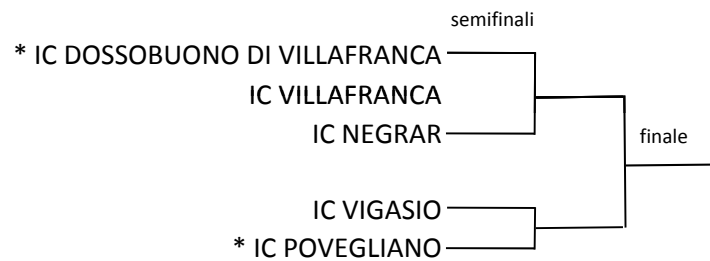 semifinali
* IC DOSSOBUONO DI VILLAFRANCA
IC VILLAFRANCA
IC NEGRAR
finale
IC VIGASIO
* IC POVEGLIANO